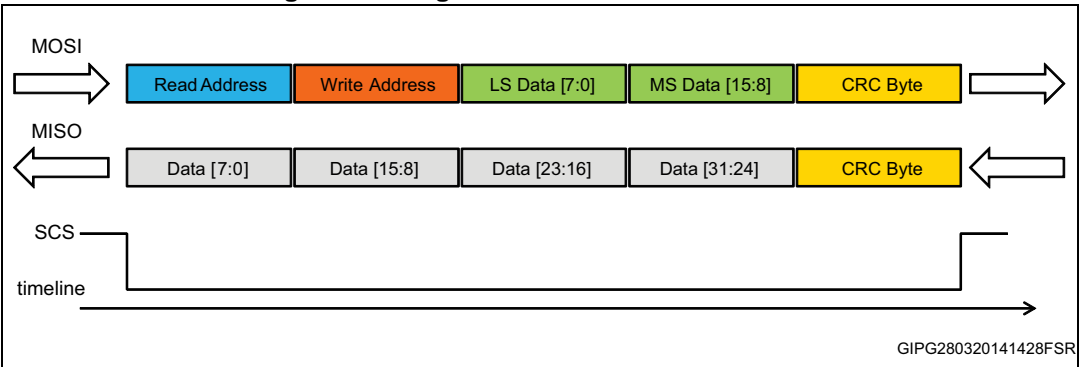 MOSI
Read Address Write Address LS Data [7:0] MS Data [15:8] CRC Byte
MISO
Data [7:0] Data [15:8] Data [23:16] Data [31:24] CRC Byte
SCS
timeline
GIPG280320141428FSR